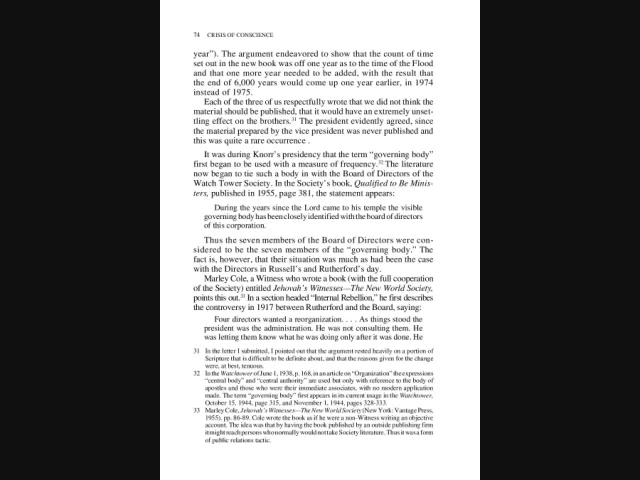 74 CRISIS OF CONSCIENCE
year”). The argument endeavored to show that the count of time
set out in the new book was off one year as to the time of the Flood
and that one more year needed to be added, with the result that
the end of 6,000 years would come up one year earlier, in 1974
instead of 1975.
Each of the three of us respectfully wrote that we did not think the
material should be published, that it would have an extremely unset-
tling effect on the brothers.31 The president evidently agreed, since
the material prepared by the vice president was never published and
this was quite a rare occurrence .
It was during Knorr’s presidency that the term “governing body”
first began to be used with a measure of frequency.32 The literature
now began to tie such a body in with the Board of Directors of the
Watch Tower Society. In the Society’s book, Qualified to Be Minis-
ters, published in 1955, page 381, the statement appears:
During the years since the Lord came to his temple the visible
governing body has been closely identified with the board of directors
of this corporation.
Thus the seven members of the Board of Directors were con-
sidered to be the seven members of the “governing body.” The
fact is, however, that their situation was much as had been the case
with the Directors in Russell’s and Rutherford’s day.
Marley Cole, a Witness who wrote a book (with the full cooperation
of the Society) entitled Jehovah’s Witnesses—The New World Society,
points this out.33 In a section headed “Internal Rebellion,” he first describes
the controversy in 1917 between Rutherford and the Board, saying:
Four directors wanted a reorganization. . . . As things stood the
president was the administration. He was not consulting them. He
was letting them know what he was doing only after it was done. He
31 In the letter I submitted, I pointed out that the argument rested heavily on a portion of
Scripture that is difficult to be definite about, and that the reasons given for the change
were, at best, tenuous.
32 In the Watchtower of June 1, 1938, p. 168, in an article on “Organization” the expressions
“central body” and “central authority” are used but only with reference to the body of
apostles and those who were their immediate associates, with no modern application
made. The term “governing body” first appears in its current usage in the Watchtower,
October 15, 1944, page 315, and November 1, 1944, pages 328-333.
33 Marley Cole, Jehovah’s Witnesses—The New World Society (New York: Vantage Press,
1955). pp. 86-89. Cole wrote the book as if he were a non-Witness writing an objective
account. The idea was that by having the book published by an outside publishing firm
it might reach persons who normally would not take Society literature. Thus it was a form
of public relations tactic.